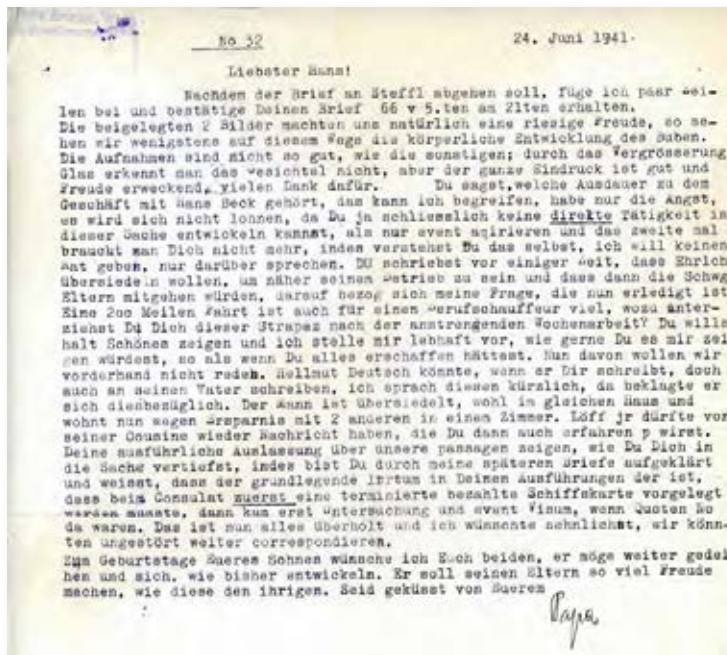 No 32 24. Juni 1941.
Liebster Hans!
Nachdem der Brief an Steffl abgehen soll, füge ich paar Zei-
len bei und bestätige Deinen Brief 66 v 5.ten am 21ten erhalten.
Die beigelegten 2 Bilder machten uns natürlich eine riesige Freude, so se-
hen wir wenigstens auf diesem Wege die körperliche Entwicklung des Buben.
Die Aufnahmen sind nicht so gut, wie die sonstigen; durch das Vergrösserung
Glas erkennt man das Gesichtel nicht, aber der ganze Eindruck ist gut und
Freude erweckend, vielen Dank dafür. Du sagst, welche Ausdauer zu dem
Geschäft mit Hans Beck gehört, das kann ich begreifen, habe nur die Angst,
es wird sich nicht lohnen, da Du ja schliesslich keine direkte Tätigkeit in
dieser Sache entwickeln kannst, als nur event aqirieren und das zweite mal
braucht man Dich nicht mehr, indes verstehst Du das selbst, ich will keinen
Rat geben, nur darüber sprechen. DU schriebst vor einiger Zeit, dass Ehrlich
übersiedeln wollen, um näher seinem Betrieb zu sein und dass dann die Schwg
Eltern mitgehen würden, darauf bezog sich meine Frage, die nun erledigt ist
Eine 200 Meilen Fahrt ist auch für einen Berufschauffeur viel, wozu unter-
ziehst Du Dich dieser Strapaz nach der anstrengenden Wochenarbeit? Du wills
halt Schönes zeigen und ich stelle mir lebhaft vor, wie gerne Du es mir zei
gen würdest, so als wenn Du alles erschaffen hättest. Nun davon wollen wir
vorderhand nicht reden. Hellmut Deutsch könnte, wenn er Dir schreibt, doch
auch an seinen Vater schreiben, ich sprach diesen kürzlich, da beklagte er
sich diesbezüglich. Der Mann ist übersiedelt, wohl im gleichen Haus und
wohnt nun wegen Ersparnis mit 2 anderen in einem Zimmer. Löff jr dürfte von
seiner Cousine wieder Nachricht haben, die Du dann auch erfahren p wirst.
Deine ausführliche Auslassung über unsere passagen zeigen, wie Du Dich in
die Sache vertiefst, indes bist Du durch meine späteren Briefe aufgeklärt
und weisst, dass der grundlegende Irrtum in Deinen Ausführungen der ist,
dass beim Consulat zuerst eine terminierte bezahlte Schiffskarte vorgelegt
werden musste, dann kam erst Untersuchung und event Visum, wenn Quoten No
da waren. Das ist nun alles überholt und ich wünschte sehnlichst, wir könn-
ten ungestört weiter correspondieren.
Zum Geburtstage Eueres Sohnes wünsche ich Euch beiden, er möge weiter gedei
hen und sich, wie bisher entwickeln. Er soll seinen Eltern so viel Freude
machen, wie diese den ihrigen. Seid geküsst von Euerem
Papa